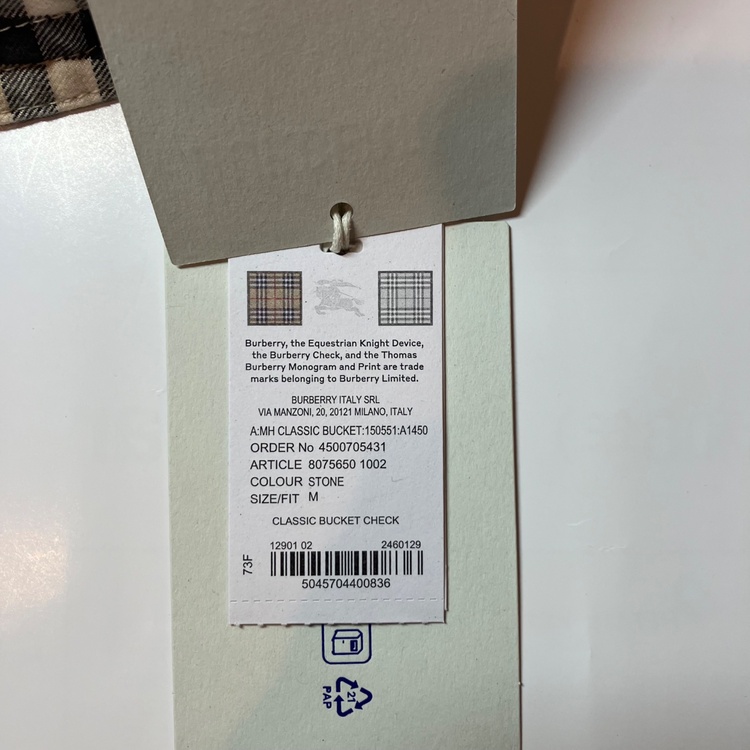 Burberry, the Equestrian Knight Device,
the Burberry Check, and the Thomas
Burberry Monogram and Print are trade
marks belonging to Burberry Limited.
BURBERRY ITALY SRL
VIA MANZONI, 20, 20121 MILANO, ITALY
A:MH CLASSIC BUCKET:150551:A1450
ORDER No 4500705431
ARTICLE 8075650 1002
COLOUR STONE
SIZE/FIT M
CLASSIC BUCKET CHECK
12901 02 2460129
73F
5045704400836
21
PAP